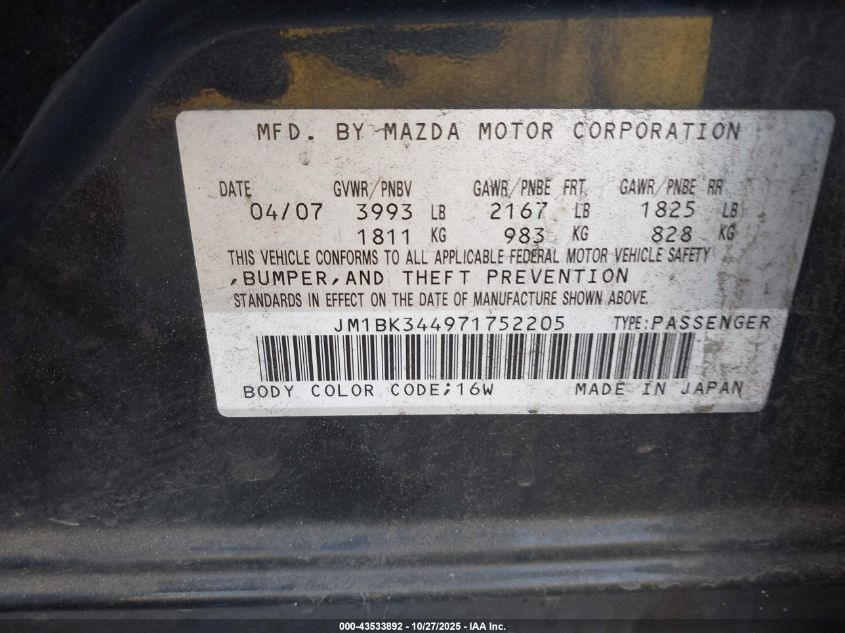 MFD. BY MAZDA MOTOR CORPORATION
DATE GVWR/PNBV GAWR/PNBE FRT GAWR/PNBE RR
04/07 3993 LB 2167 LB 1825 LB
1811 KG 983 KG 828 KG
THIS VEHICLE CONFORMS TO ALL APPLICABLE FEDERAL MOTOR VEHICLE SAFETY
,BUMPER,AND THEFT PREVENTION
STANDARDS IN EFFECT ON THE DATE OF MANUFACTURE SHOWN ABOVE.
JM1BK344971752205 TYPE:PASSENGER
BODY COLOR CODE;16W MADE IN JAPAN
000-43533892 - 10/27/2025 - IAA Inc.